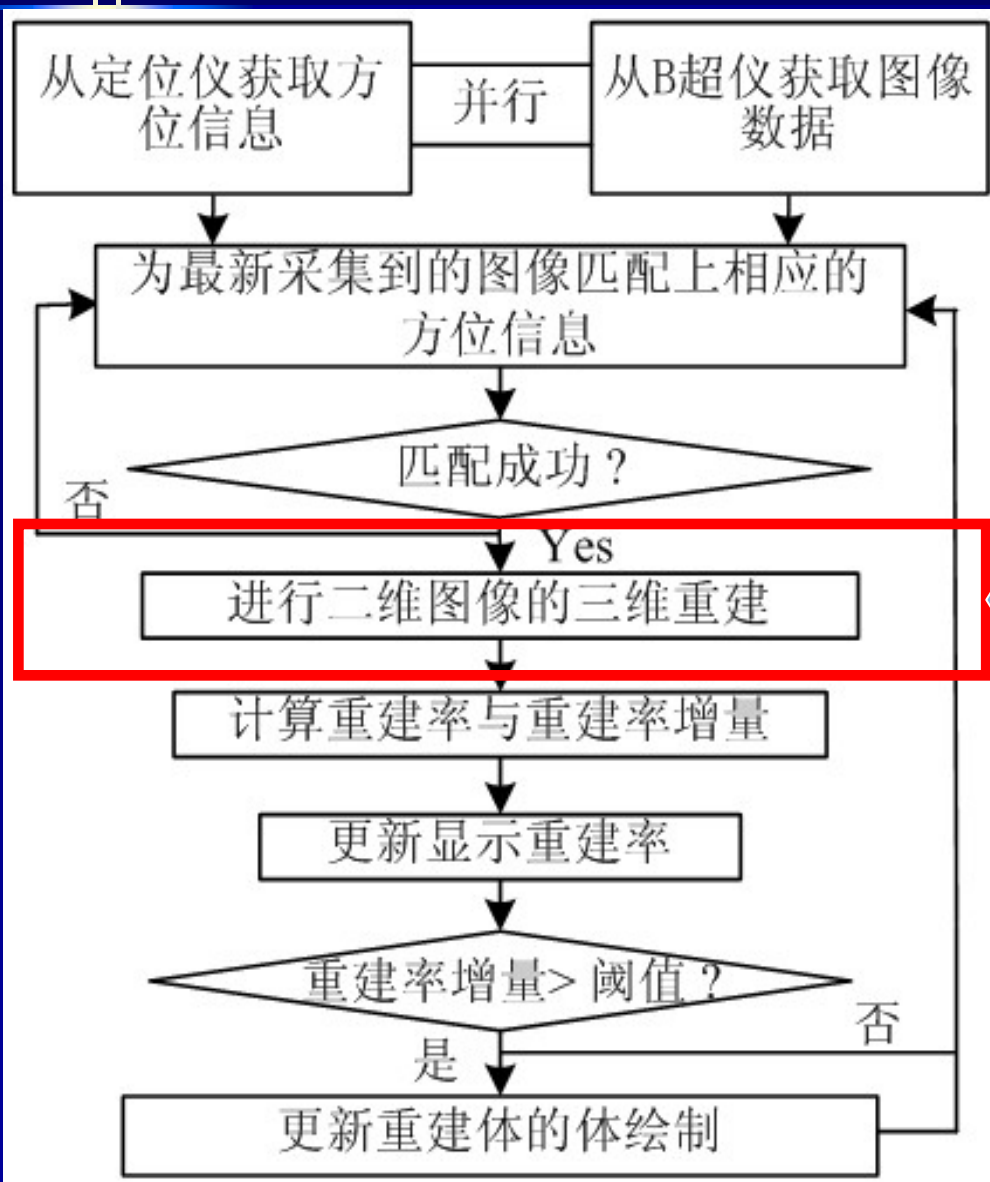 从定位仪获取方
位信息
并行
从B超仪获取图像
数据
为最新采集到的图像匹配上相应的
方位信息
匹配成功？
否
Yes
进行二维图像的三维重建
计算重建率与重建率增量
更新显示重建率
重建率增量> 阈值？
否
是
更新重建体的体绘制